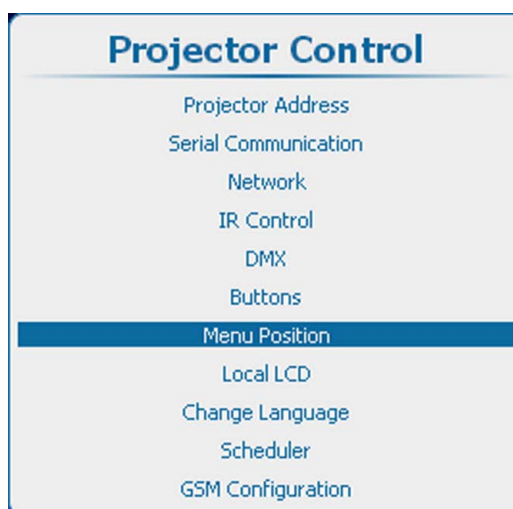 Projector Control
Projector Address
Serial Communication
Network
IR Control
DMX
Buttons
Menu Position
Local LCD
Change Language
Scheduler
GSM Configuration